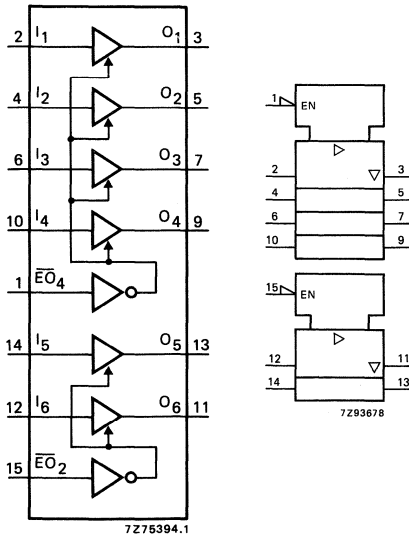 2 I1 O1 3
4 I2 O2 5
6 I3 O3 7
10 I4 O4 9
1 EO4
14 I5 O5 13
12 I6 O6 11
15 EO2
7Z75394.1
1 EN
2 3
4 5
6 7
10 9
15 EN
12 11
14 13
7Z93678